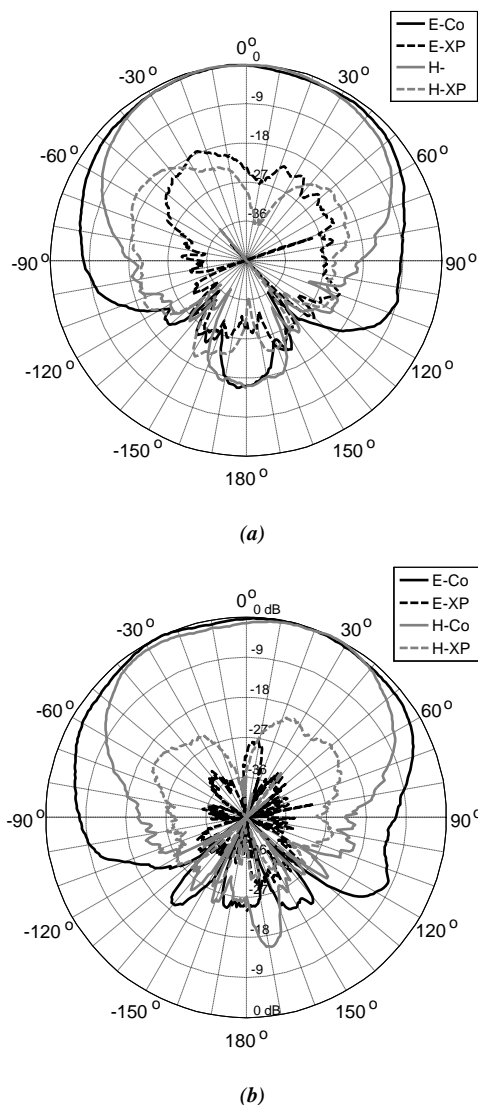 E-Co
E-XP
H-
H-XP
0 o
0
-30 o
30 o
-9
-60 o
60 o
-18
-27
-36
-90 o
90 o
-120 o
120 o
-150 o
150 o
180 o
(a)
E-Co
E-XP
H-Co
H-XP
0 o
0 dB
-30 o
30 o
-9
-60 o
60 o
-18
-27
-36
-90 o
90 o
-27
-120 o
120 o
-18
-9
-150 o
150 o
0 dB
180 o
(b)